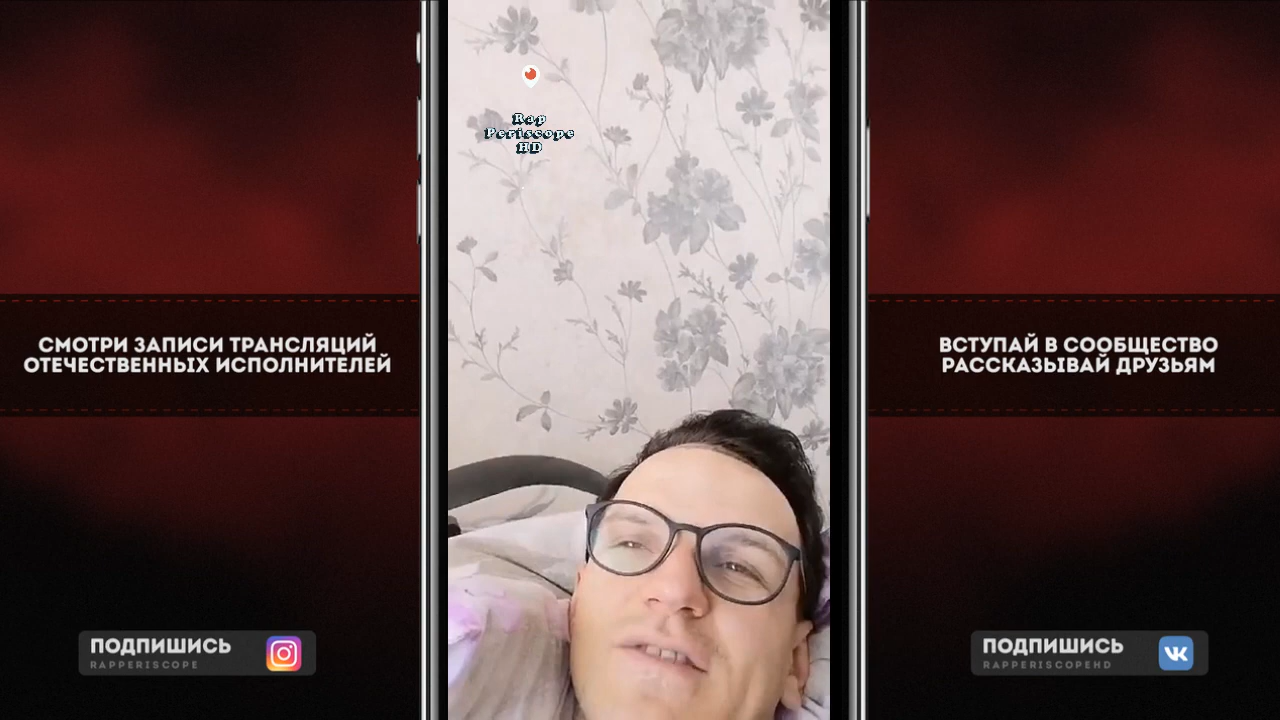 Rap
Periscope
HD
СМОТРИ ЗАПИСИ ТРАНСЛЯЦИЙ
ОТЕЧЕСТВЕННЫХ ИСПОЛНИТЕЛЕЙ
ВСТУПАЙ В СООБЩЕСТВО
РАССКАЗЫВАЙ ДРУЗЬЯМ
ПОДПИШИСЬ
RAPPERISCOPE
ПОДПИШИСЬ
RAPPERISCOPEHD